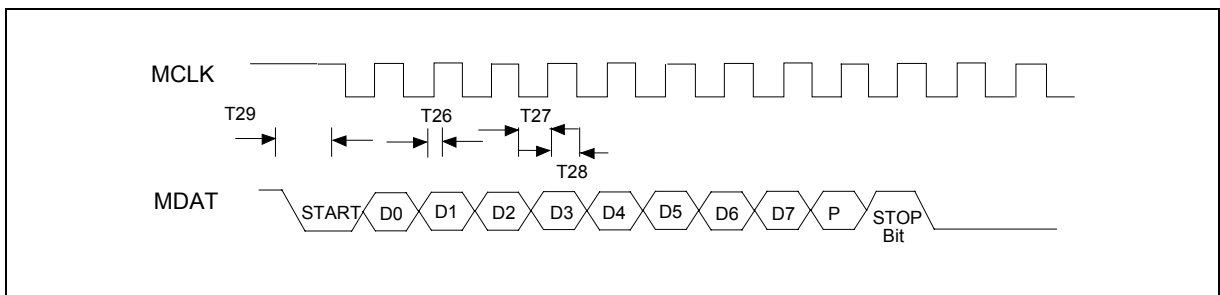 MCLK
T29
T26
T27
T28
MDAT
START D0 D1 D2 D3 D4 D5 D6 D7 P STOP
Bit